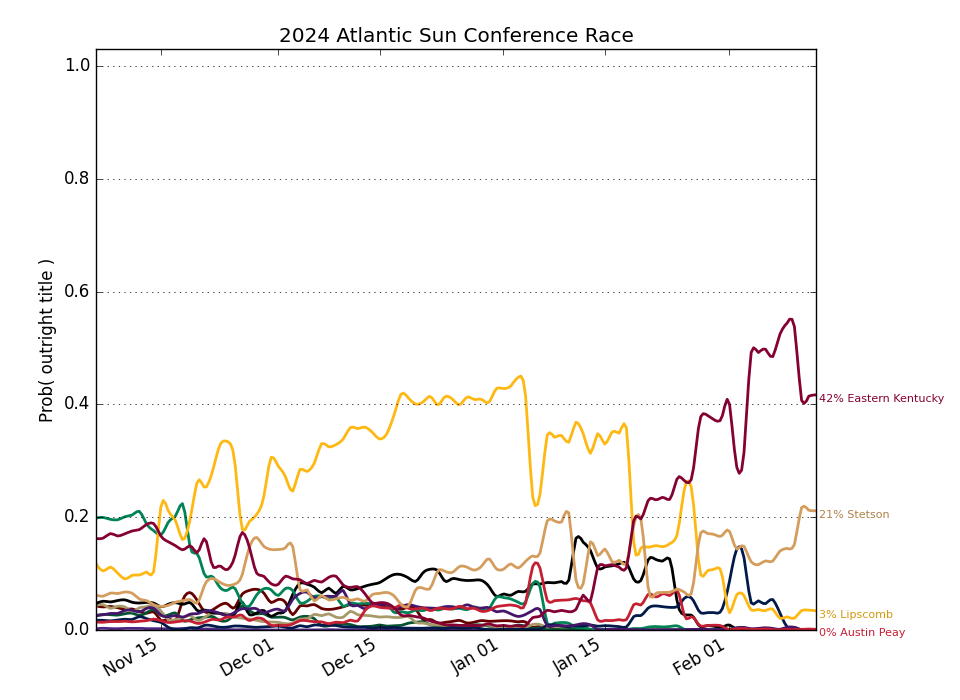 2024 Atlantic Sun Conference Race
Prob( outright title )
1.0
0.8
0.6
0.4
0.2
0.0
Nov 15
Dec 01
Dec 15
Jan 01
Jan 15
Feb 01
42% Eastern Kentucky
21% Stetson
3% Lipscomb
0% Austin Peay